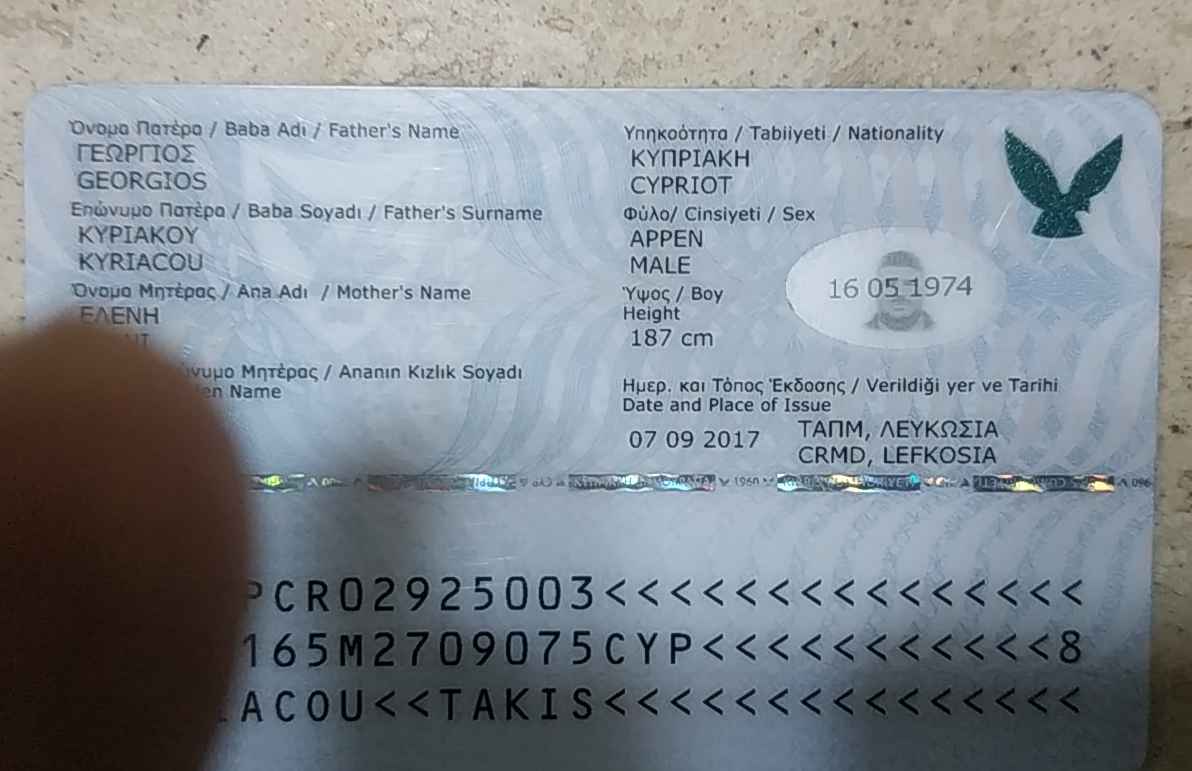 Όνομα Πατέρα / Baba Adı / Father's Name
ΓΕΩΡΓΙΟΣ
GEORGIOS
Επώνυμο Πατέρα / Baba Soyadı / Father's Surname
ΚΥΡΙΑΚΟΥ
KYRIACOU
Όνομα Μητέρας / Ana Adı / Mother's Name
ΕΛΕΝΗ
Μητέρας / Ananın Kızlık Soyadı
Name
Υπηκοότητα / Tabiiyeti / Nationality
ΚΥΠΡΙΑΚΗ
CYPRIOT
Φύλο/ Cinsiyeti / Sex
ΑΡΡΕΝ
MALE
Ύψος / Boy
Height
187 cm
16 05 1974
Ημερ. και Τόπος Έκδοσης / Verildiği yer ve Tarihi
Date and Place of Issue
07 09 2017 ΤΑΠΜ, ΛΕΥΚΩΣΙΑ
CRMD, LEFKOSIA
PCR02925003<<<<<<<<<<<<<<<
165M2709075CYP<<<<<<<<<<<8
ACOU<<TAKIS<<<<<<<<<<<<<<<